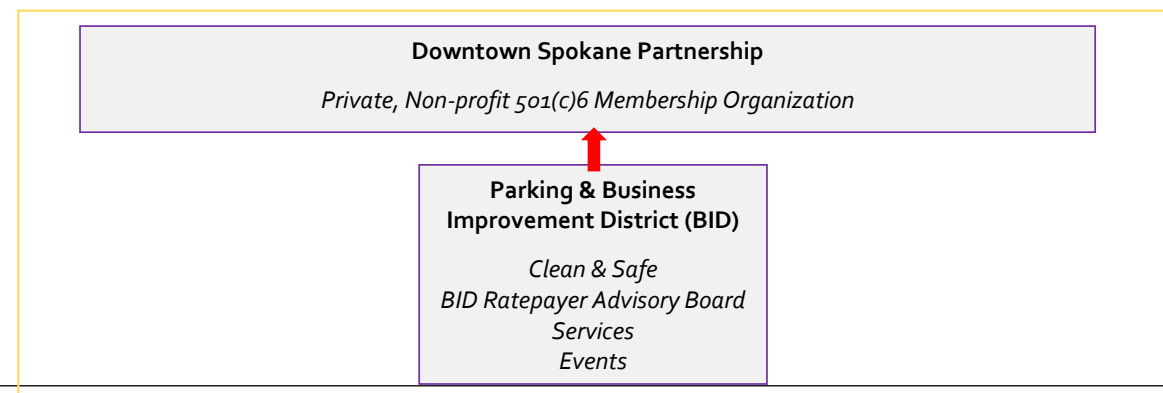 Downtown Spokane Partnership
Private, Non-profit 501(c)6 Membership Organization
Parking & Business
Improvement District (BID)
Clean & Safe
BID Ratepayer Advisory Board
Services
Events